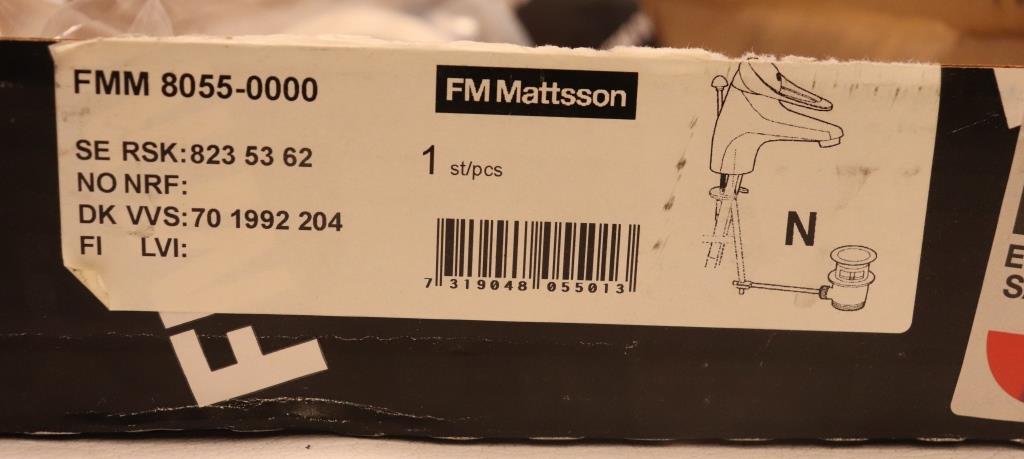 FMM 8055-0000
FM Mattsson
SE RSK: 823 53 62
NO NRF:
DK VVS: 70 1992 204
FI LVI:
1 st/pcs
N
7 319048 055013
F